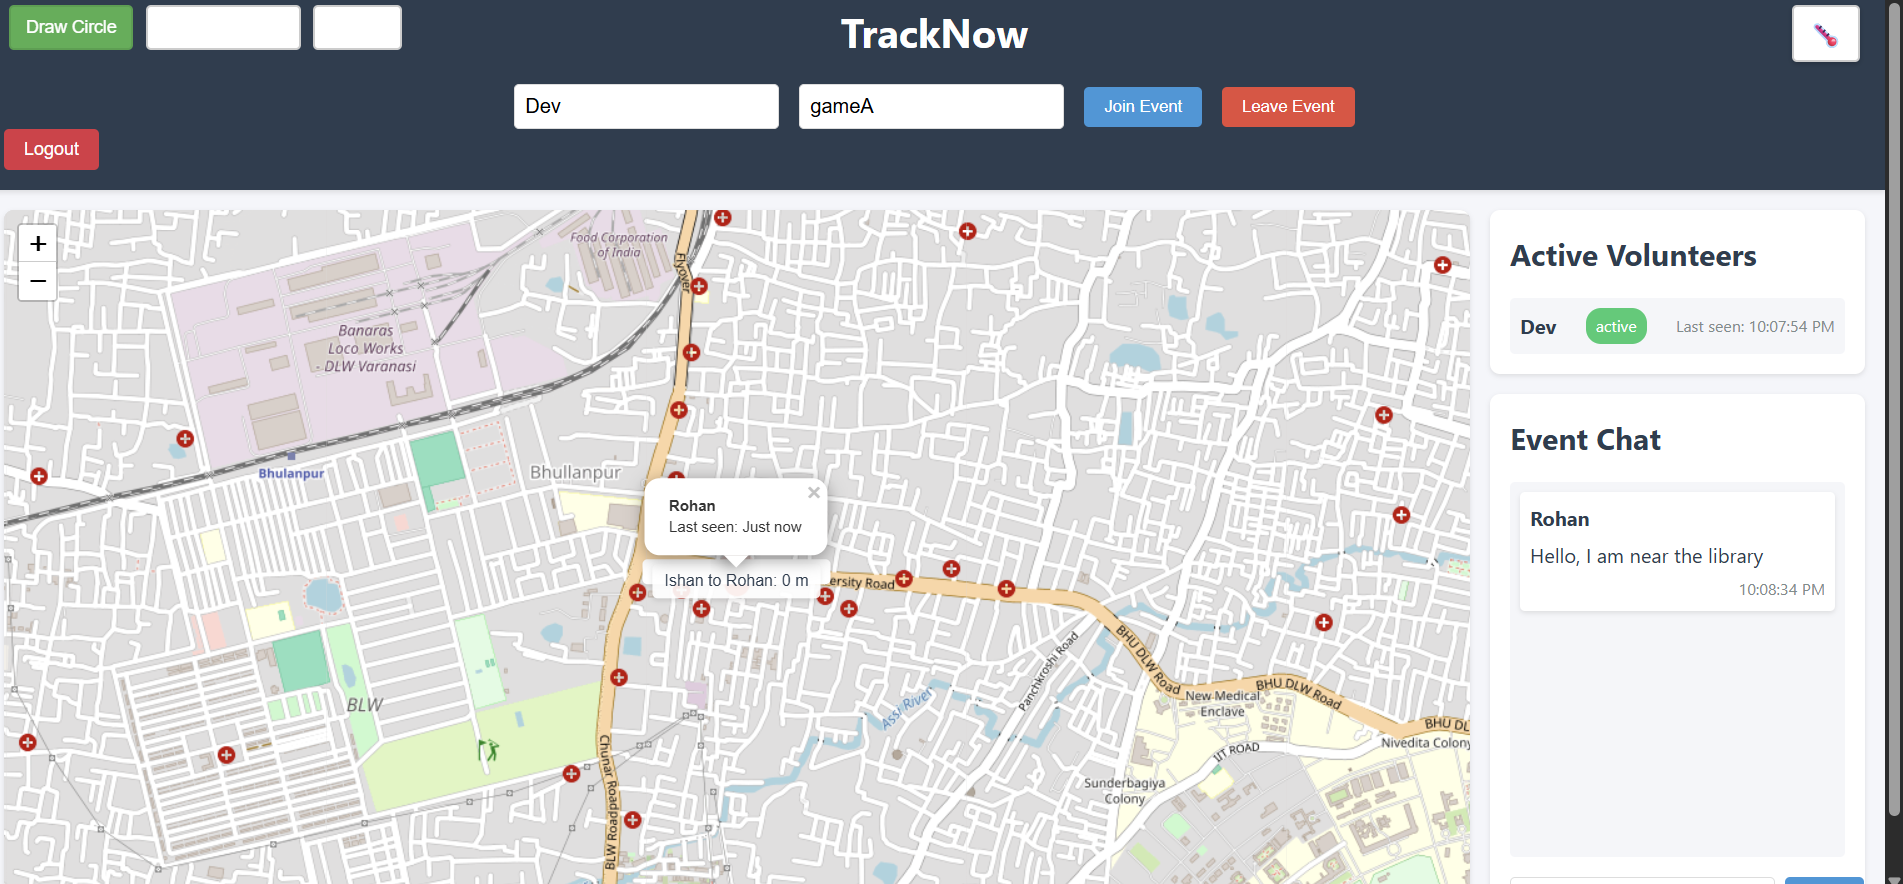 Draw Circle
TrackNow
Dev
gameA
Join Event
Leave Event
Logout
+
−
Food Corporation
of India
Flyover
Banaras
Loco Works
- DLW Varanasi
Bhulanpur
Bhullanpur
×
Rohan
Last seen: Just now
Ishan to Rohan: 0 m
ersity Road
BHU DLW Road
Panchkroshi Road
BHU DLW Road
New Medical
Enclave
BHU DL
Nivedita Colony
IIT ROAD
Assi River
Sunderbagiya
Colony
BLW
Chunar Road
BLW Road
Active Volunteers
Dev
active
Last seen: 10:07:54 PM
Event Chat
Rohan
Hello, I am near the library
10:08:34 PM